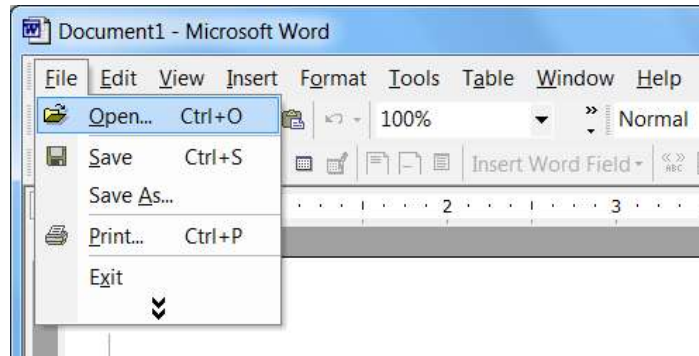 Document1 - Microsoft Word
File Edit View Insert Format Tools Table Window Help
Open... Ctrl+O
100%
Normal
Save Ctrl+S
Insert Word Field
ABC
Save As...
2 3
Print... Ctrl+P
Exit